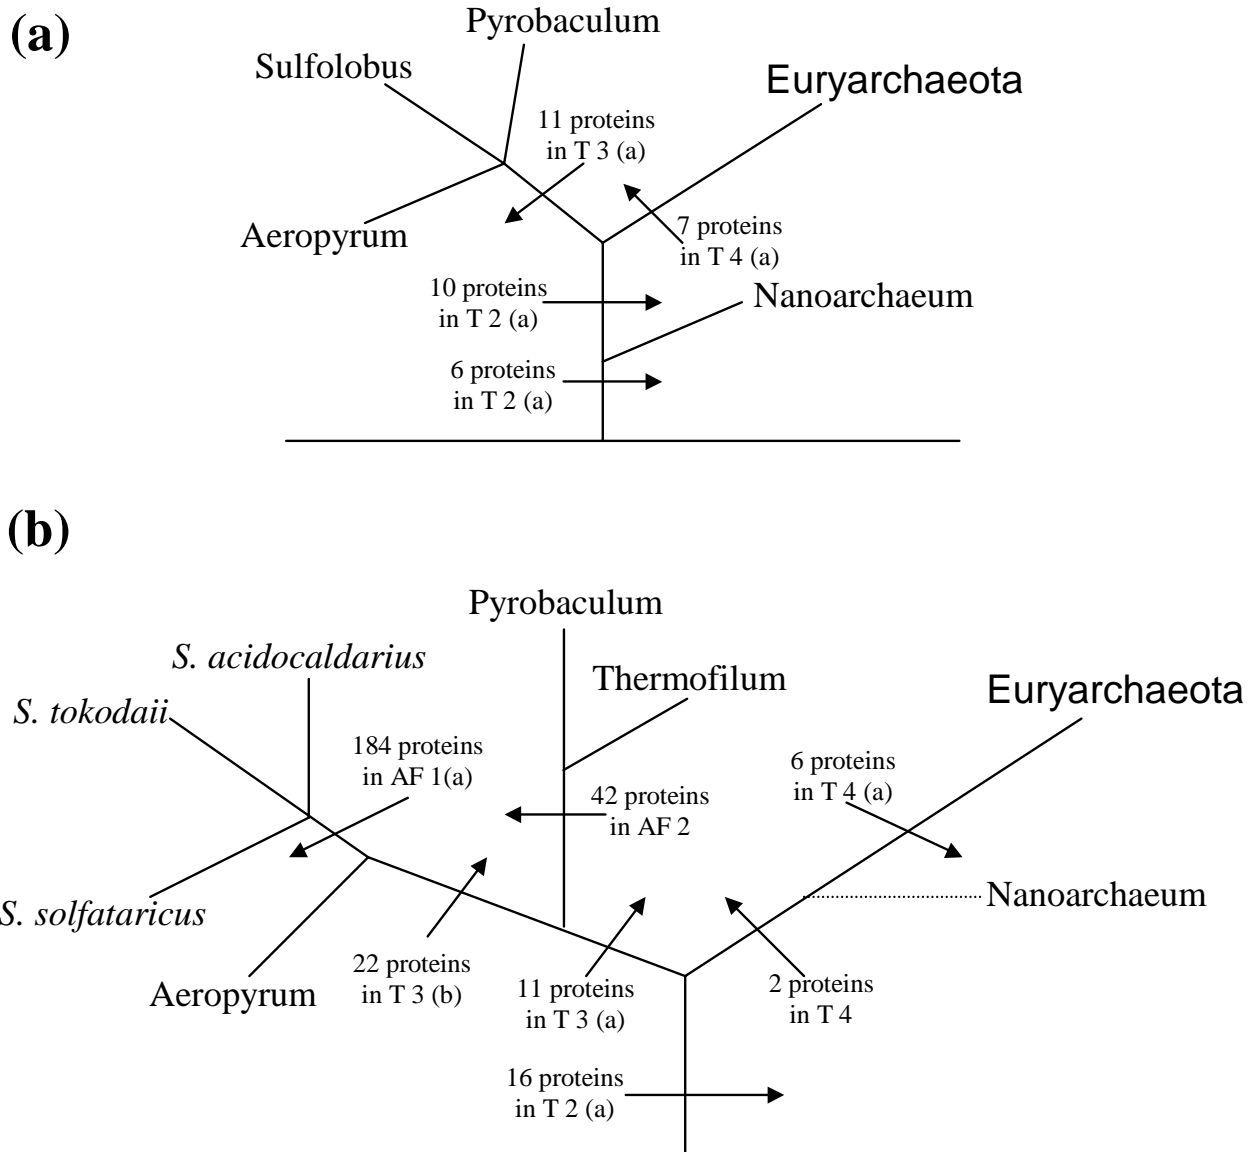 (a)
Pyrobaculum
Sulfolobus
Euryarchaeota
11 proteins
in T 3 (a)
Aeropyrum
7 proteins
in T 4 (a)
10 proteins
in T 2 (a)
Nanoarchaeum
6 proteins
in T 2 (a)
(b)
Pyrobaculum
S. acidocaldarius
Thermofilum
Euryarchaeota
S. tokodaii
184 proteins
in AF 1(a)
6 proteins
in T 4 (a)
42 proteins
in AF 2
Nanoarchaeum
S. solfataricus
22 proteins
in T 3 (b)
Aeropyrum
11 proteins
in T 3 (a)
2 proteins
in T 4
16 proteins
in T 2 (a)